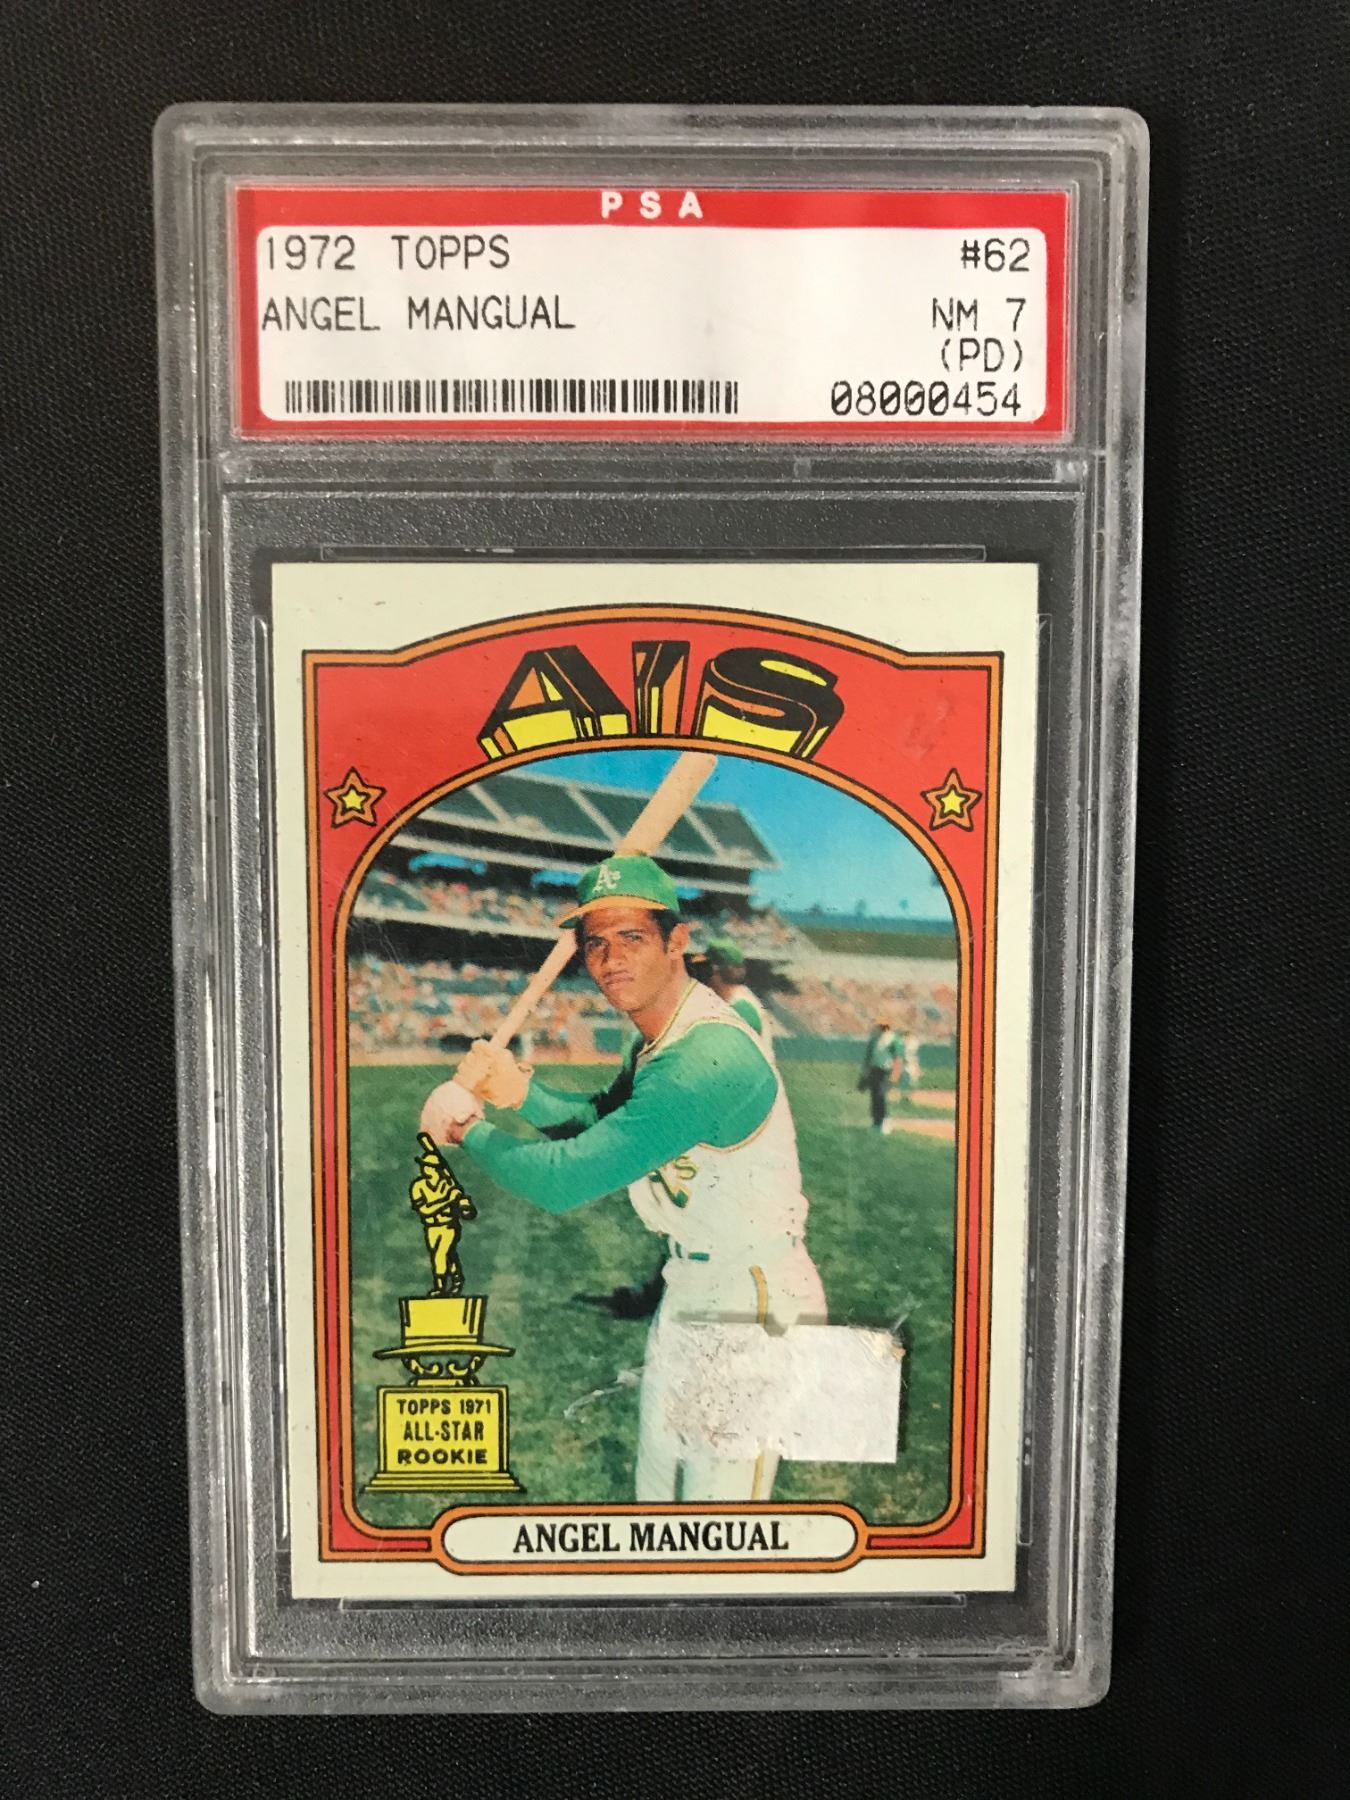 PSA
1972 TOPPS #62
ANGEL MANGUAL NM 7
(PD)
08000454
A'S
A's
TOPPS 1971
ALL-STAR
ROOKIE
ANGEL MANGUAL